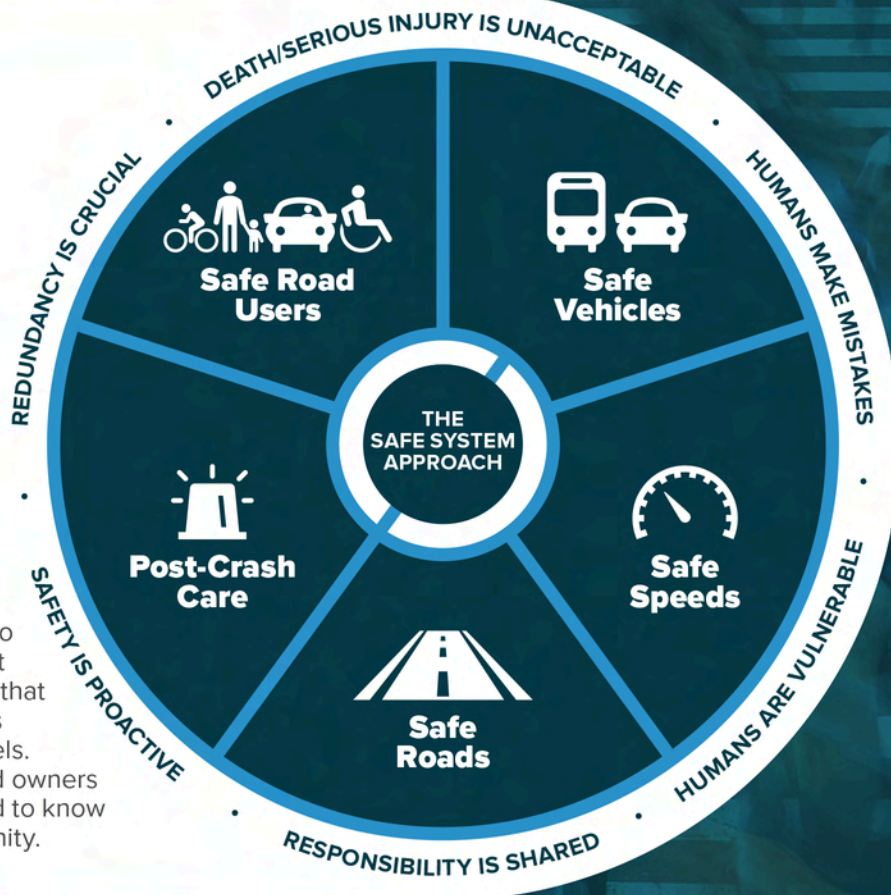 DEATH/SERIOUS INJURY IS UNACCEPTABLE
HUMANS MAKE MISTAKES
HUMANS ARE VULNERABLE
RESPONSIBILITY IS SHARED
SAFETY IS PROACTIVE
REDUNDANCY IS CRUCIAL
Safe Road
Users
Safe
Vehicles
THE
SAFE SYSTEM
APPROACH
Post-Crash
Care
Safe
Speeds
Safe
Roads
that
owners
to know